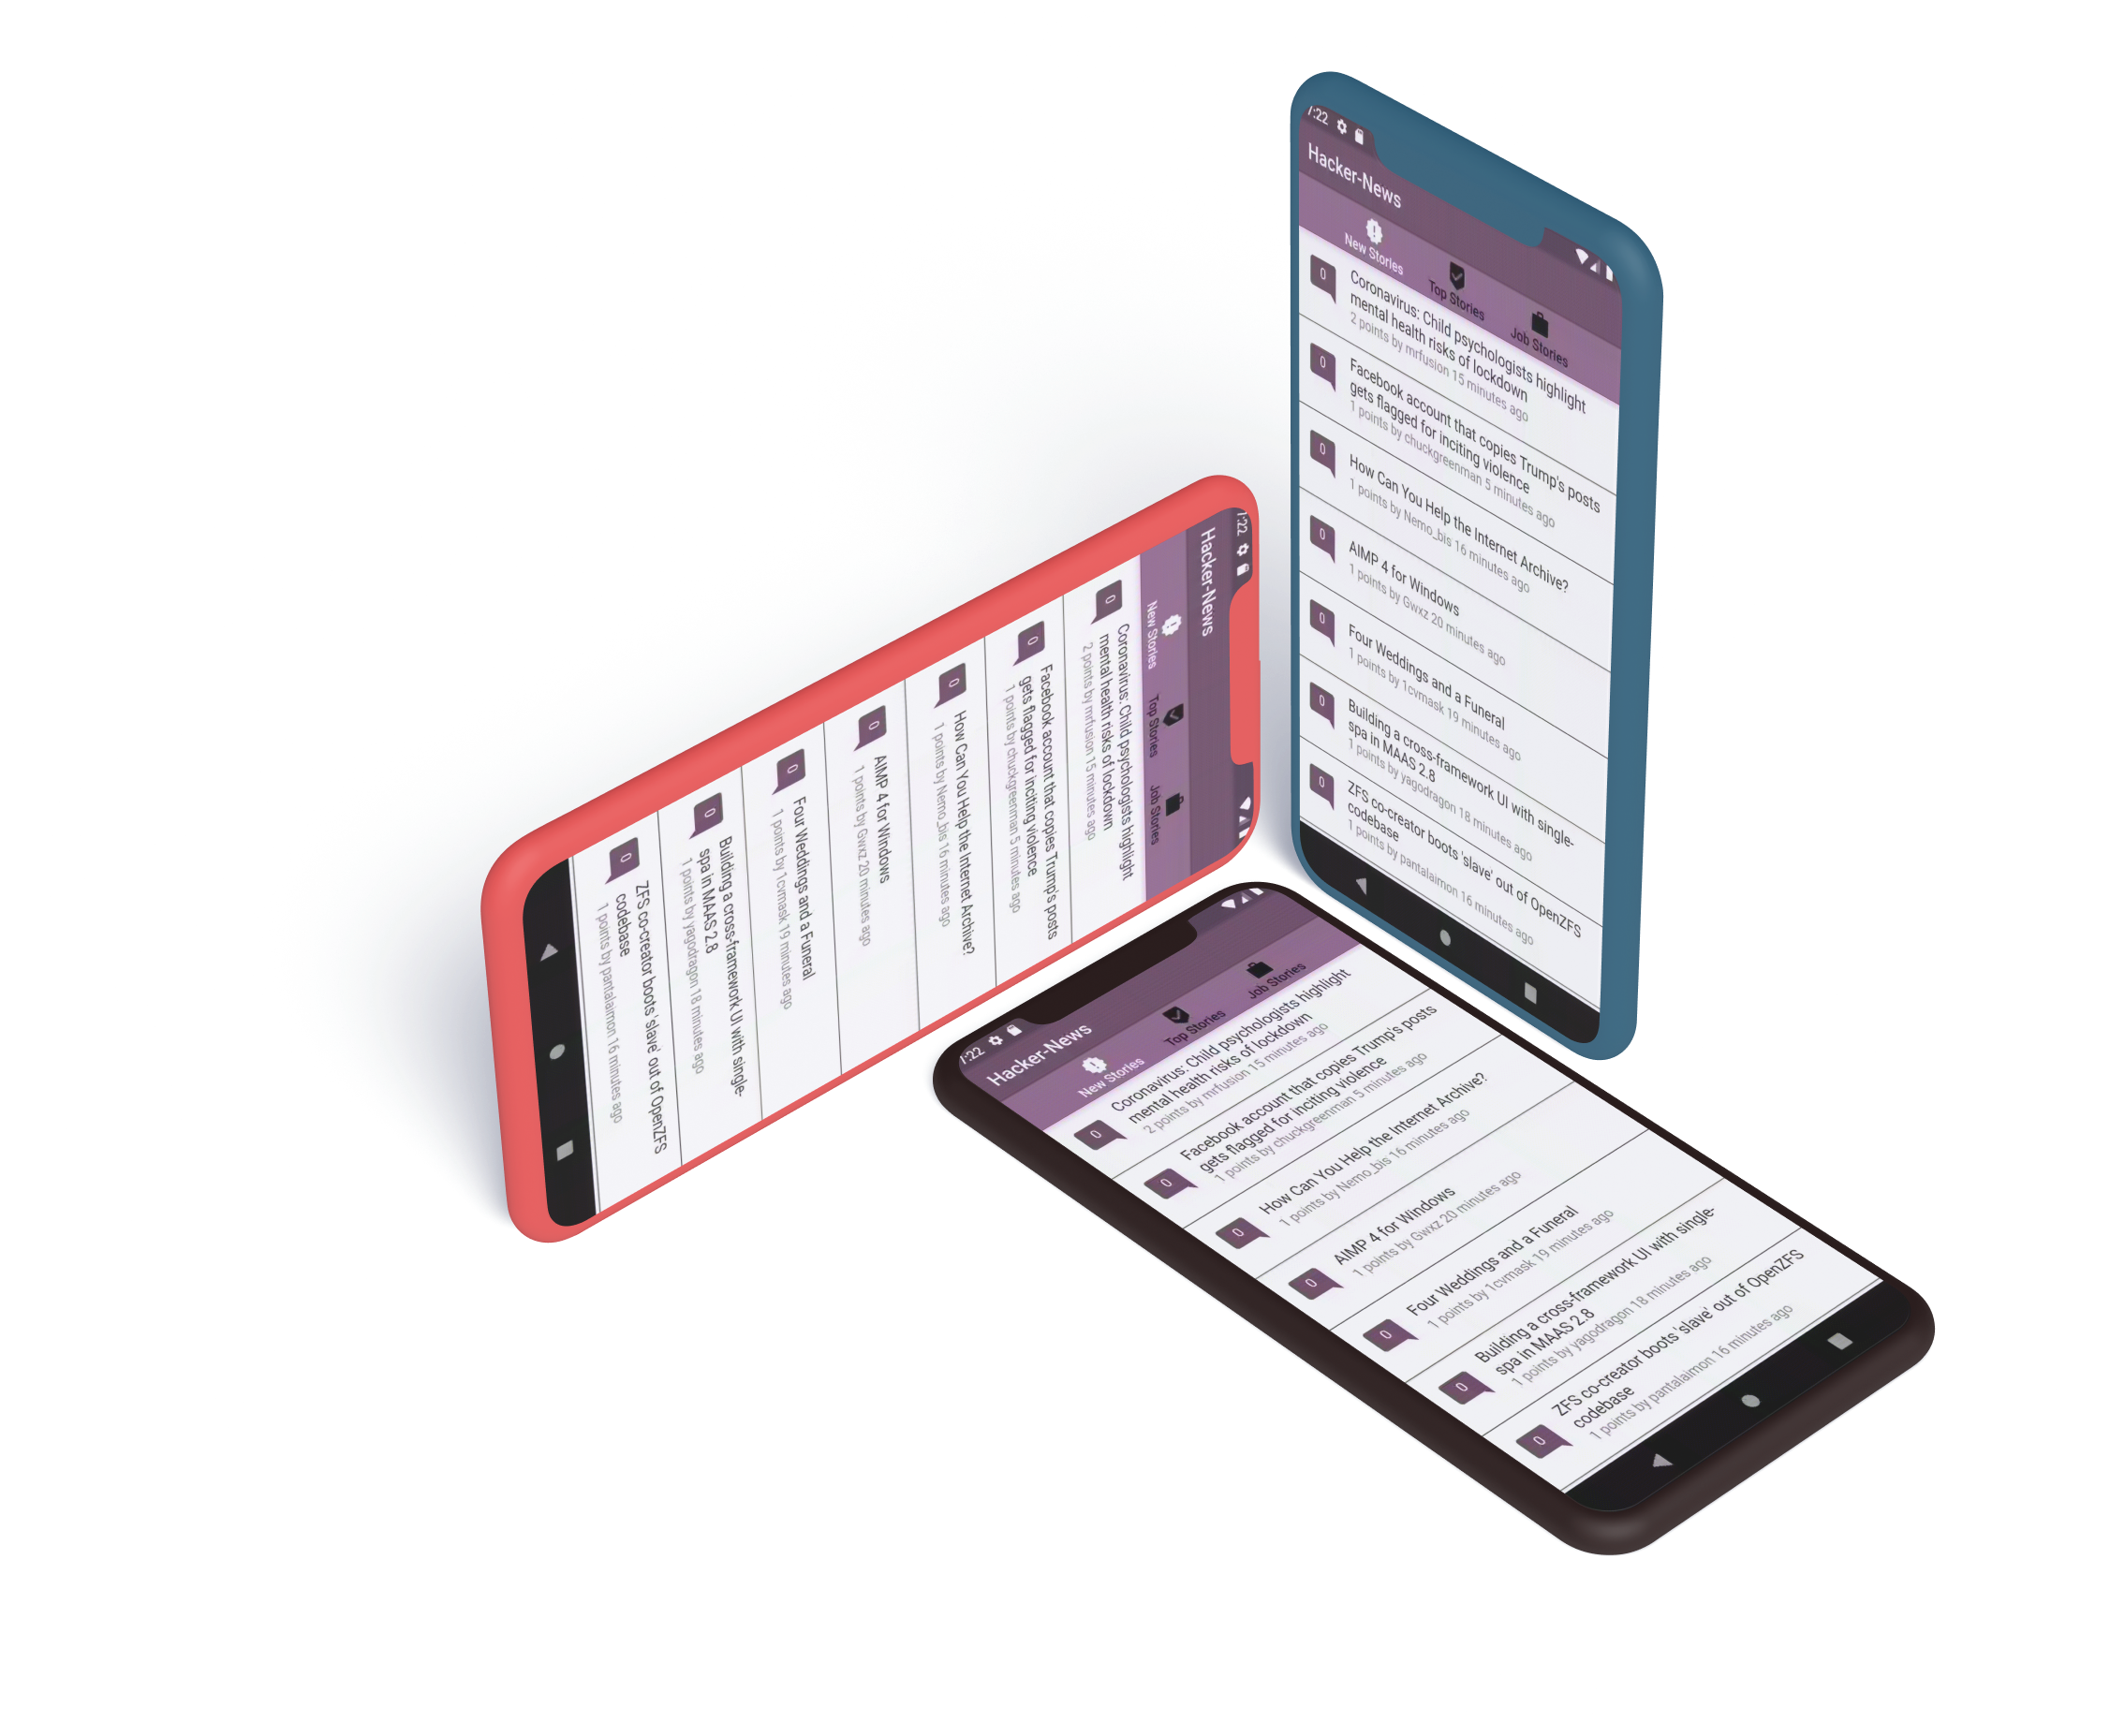 7:22
Hacker-News
New Stories
Top Stories
Job Stories
0
Coronavirus: Child psychologists highlight
mental health risks of lockdown
2 points by mrfusion 15 minutes ago
0
Facebook account that copies Trump's posts
gets flagged for inciting violence
1 points by chuckgreenman 5 minutes ago
0
How Can You Help the Internet Archive?
1 points by Nemo_bis 16 minutes ago
0
AIMP 4 for Windows
1 points by Gwxz 20 minutes ago
0
Four Weddings and a Funeral
1 points by 1cvmask 19 minutes ago
0
Building a cross-framework UI with single-
spa in MAAS 2.8
1 points by yagodragon 18 minutes ago
0
ZFS co-creator boots 'slave' out of OpenZFS
codebase
1 points by pantalaimon 16 minutes ago
7:22
Hacker-News
New Stories
Top Stories
Job Stories
0
Coronavirus: Child psychologists highlight
mental health risks of lockdown
2 points by mrfusion 15 minutes ago
0
Facebook account that copies Trump's posts
gets flagged for inciting violence
1 points by chuckgreenman 5 minutes ago
0
How Can You Help the Internet Archive?
1 points by Nemo_bis 16 minutes ago
0
AIMP 4 for Windows
1 points by Gwxz 20 minutes ago
0
Four Weddings and a Funeral
1 points by 1cvmask 19 minutes ago
0
Building a cross-framework UI with single-
spa in MAAS 2.8
1 points by yagodragon 18 minutes ago
0
ZFS co-creator boots 'slave' out of OpenZFS
codebase
1 points by pantalaimon 16 minutes ago
7:22
Hacker-News
New Stories
Top Stories
Job Stories
0
Coronavirus: Child psychologists highlight
mental health risks of lockdown
2 points by mrfusion 15 minutes ago
0
Facebook account that copies Trump's posts
gets flagged for inciting violence
1 points by chuckgreenman 5 minutes ago
0
How Can You Help the Internet Archive?
1 points by Nemo_bis 16 minutes ago
0
AIMP 4 for Windows
1 points by Gwxz 20 minutes ago
0
Four Weddings and a Funeral
1 points by 1cvmask 19 minutes ago
0
Building a cross-framework UI with single-
spa in MAAS 2.8
1 points by yagodragon 18 minutes ago
0
ZFS co-creator boots 'slave' out of OpenZFS
codebase
1 points by pantalaimon 16 minutes ago